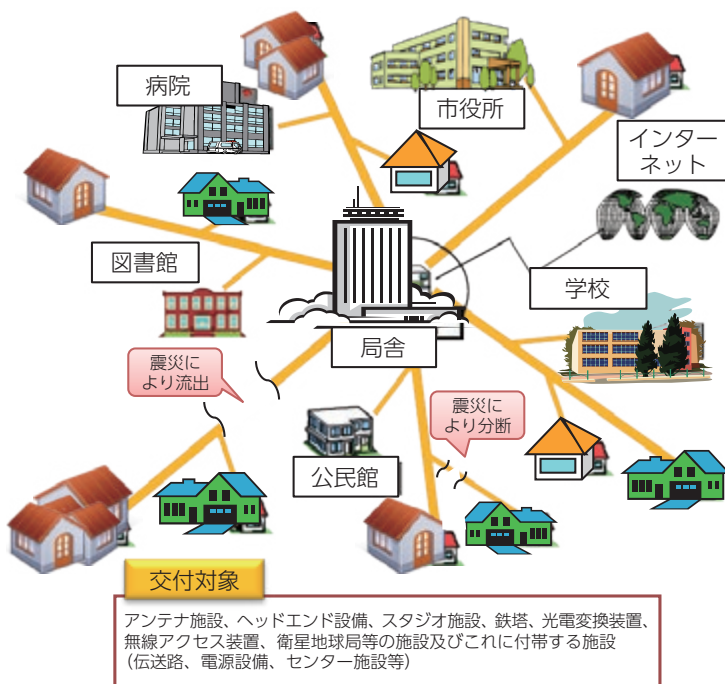 病院
市役所
インター
ネット
図書館
学校
局舎
震災に
より流出
震災に
より分断
公民館
交付対象
アンテナ施設、ヘッドエンド設備、スタジオ施設、鉄塔、光電変換装置、
無線アクセス装置、衛星地球局等の施設及びこれに付帯する施設
(伝送路、電源設備、センター施設等)